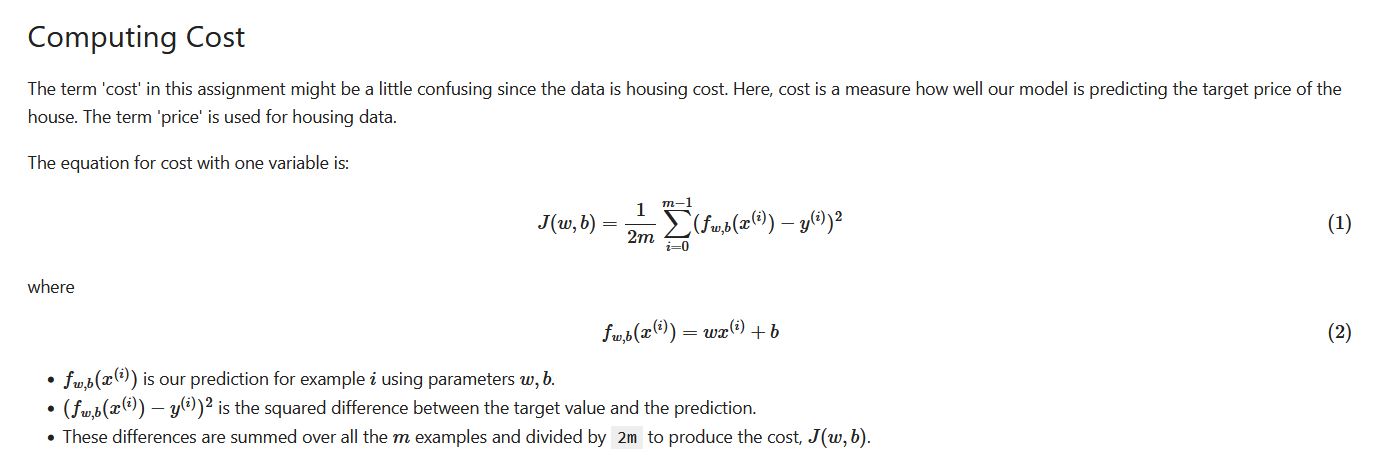 Computing Cost
The term 'cost' in this assignment might be a little confusing since the data is housing cost. Here, cost is a measure how well our model is predicting the target price of the
house. The term 'price' is used for housing data.
The equation for cost with one variable is:
J(w, b) = \frac{1}{2m} \sum_{i=0}^{m-1} (f_{w,b}(x^{(i)}) - y^{(i)})^2 (1)
where
f_{w,b}(x^{(i)}) = wx^{(i)} + b (2)
• f_{w,b}(x^{(i)}) is our prediction for example i using parameters w, b.
• (f_{w,b}(x^{(i)}) - y^{(i)})^2 is the squared difference between the target value and the prediction.
• These differences are summed over all the m examples and divided by 2m to produce the cost, J(w, b).